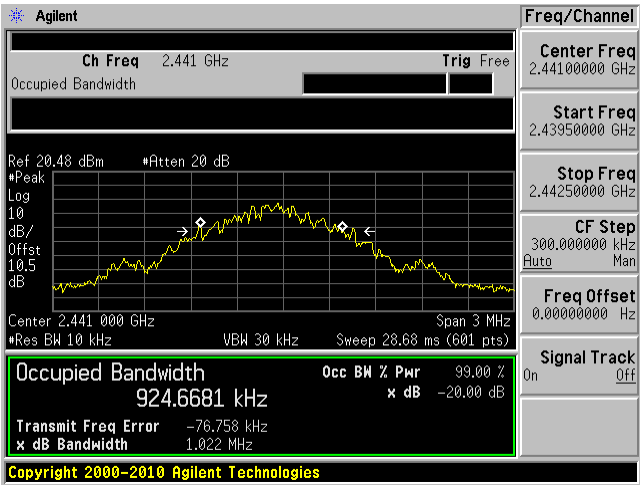 Agilent
Freq/Channel
Ch Freq 2.441 GHz Trig Free
Occupied Bandwidth
Center Freq
2.44100000 GHz
Start Freq
2.43950000 GHz
Stop Freq
2.44250000 GHz
CF Step
300.000000 kHz
Auto Man
Freq Offset
0.00000000 Hz
Signal Track
On Off
Ref 20.48 dBm #Atten 20 dB
#Peak
Log
10
dB/
Offst
10.5
dB
Center 2.441 000 GHz Span 3 MHz
#Res BW 10 kHz VBW 30 kHz Sweep 28.68 ms (601 pts)
Occupied Bandwidth
924.6681 kHz
Occ BW % Pwr 99.00 %
x dB -20.00 dB
Transmit Freq Error -76.758 kHz
x dB Bandwidth 1.022 MHz
Copyright 2000-2010 Agilent Technologies